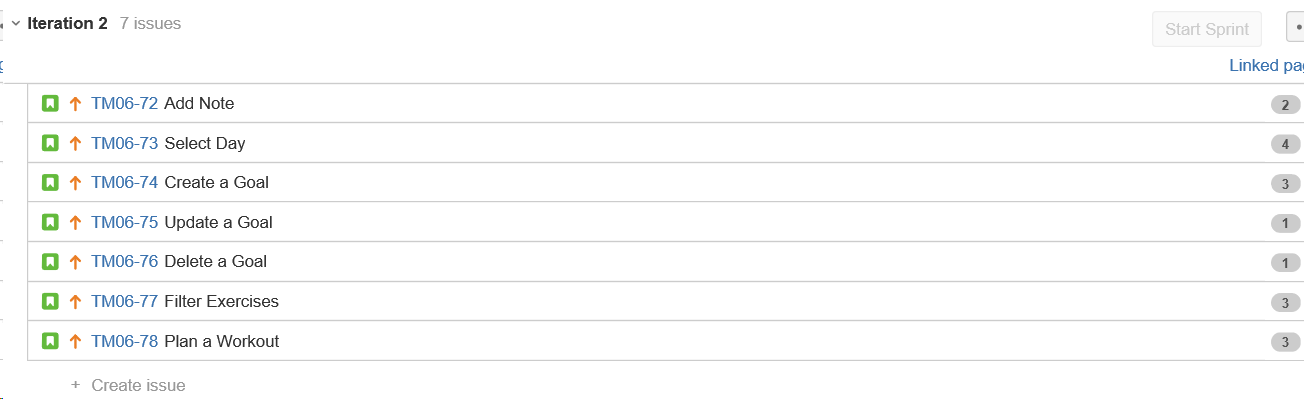 Iteration 2 7 issues
Start Sprint
Linked
TM06-72 Add Note 2
TM06-73 Select Day 4
TM06-74 Create a Goal 3
TM06-75 Update a Goal 1
TM06-76 Delete a Goal 1
TM06-77 Filter Exercises 3
TM06-78 Plan a Workout 3
+ Create issue